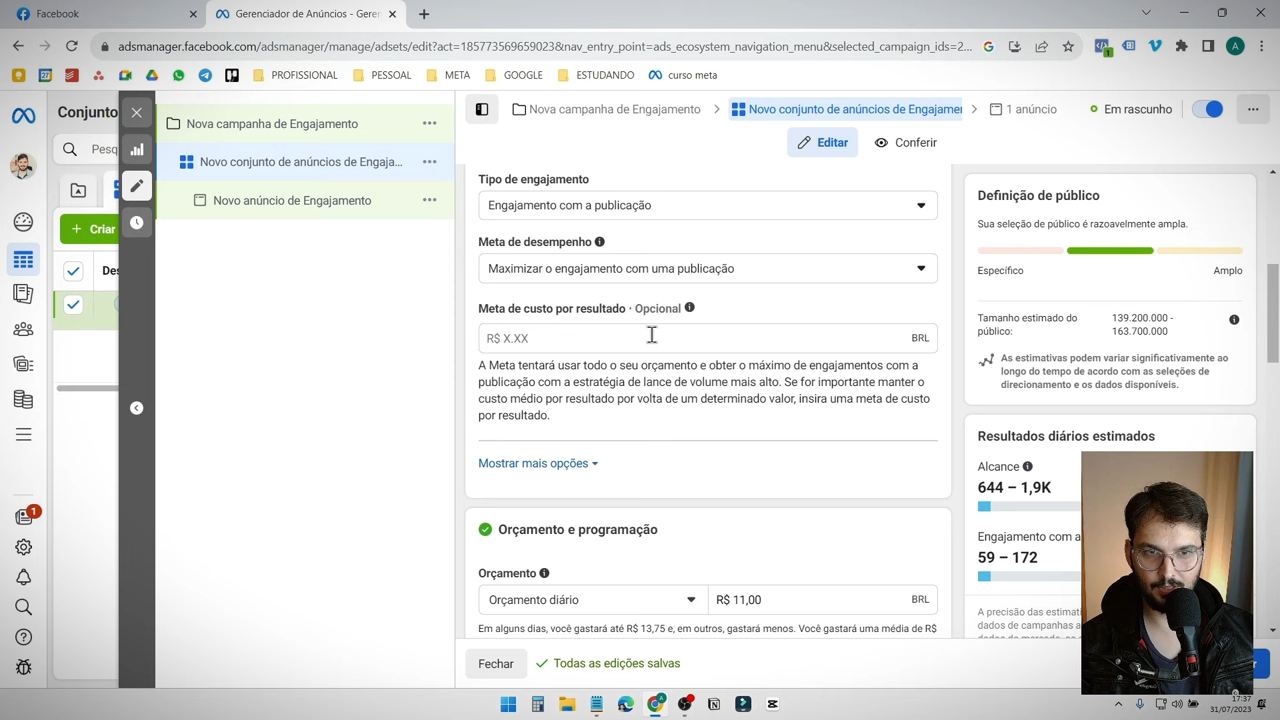 Facebook
Gerenciador de Anúncios - Geren
adsmanager.facebook.com/adsmanager/manage/adsets/edit?act=1857735696590238&nav_entry_point=ads_ecosystem_navigation_menu&selected_campaign_ids=2...
PROFISSIONAL
PESSOAL
META
GOOGLE
ESTUDANDO
curso meta
Conjunto
Pesq
+ Criar
Des
Nova campanha de Engajamento
Novo conjunto de anúncios de Engaja...
Novo anúncio de Engajamento
Nova campanha de Engajamento
Novo conjunto de anúncios de Engajamen
1 anúncio
Em rascunho
Editar
Conferir
Tipo de engajamento
Engajamento com a publicação
Meta de desempenho
Maximizar o engajamento com uma publicação
Meta de custo por resultado · Opcional
R$ X.XX
BRL
A Meta tentará usar todo o seu orçamento e obter o máximo de engajamentos com a
publicação com a estratégia de lance de volume mais alto. Se for importante manter o
custo médio por resultado por volta de um determinado valor, insira uma meta de custo
por resultado.
Mostrar mais opções
Orçamento e programação
Orçamento
Orçamento diário
R$ 11,00
BRL
Em alguns dias, você gastará até R$ 13,75 e, em outros, gastará menos. Você gastará uma média de R$
Fechar
Todas as edições salvas
Definição de público
Sua seleção de público é razoavelmente ampla.
Específico
Amplo
Tamanho estimado do
público:
139.200.000 -
163.700.000
As estimativas podem variar significativamente ao
longo do tempo de acordo com as seleções de
direcionamento e os dados disponíveis.
Resultados diários estimados
Alcance
644 – 1,9K
Engajamento com a
59 – 172
A precisão das estimati
dados de campanhas a
1
17:37
31/07/2023